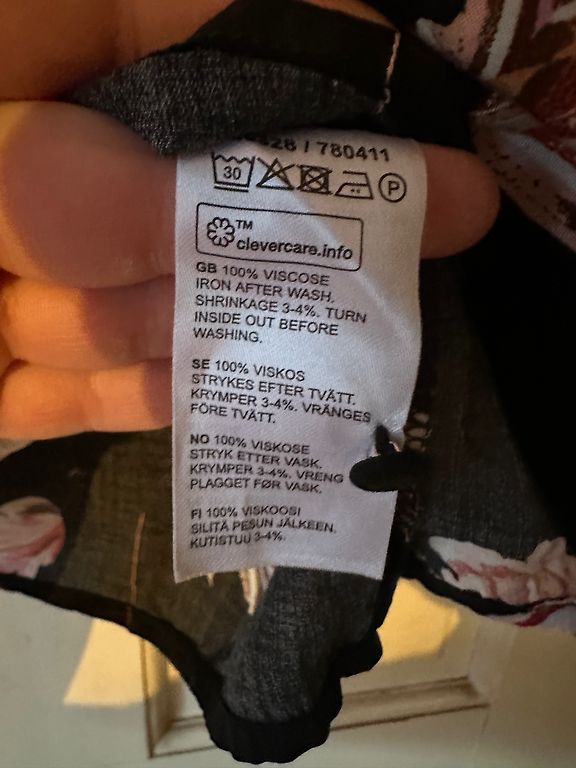 28 / 780411
30 P
TM
clevercare.info
GB 100% VISCOSE
IRON AFTER WASH.
SHRINKAGE 3-4%. TURN
INSIDE OUT BEFORE
WASHING.
SE 100% VISKOS
STRYKES EFTER TVÄTT.
KRYMPER 3-4%. VRÄNGES
FÖRE TVÄTT.
NO 100% VISKOSE
STRYK ETTER VASK.
KRYMPER 3-4%. VRENG
PLAGGET FØR VASK.
FI 100% VISKOOSI
SILITÄ PESUN JÄLKEEN.
KUTISTUU 3-4%.